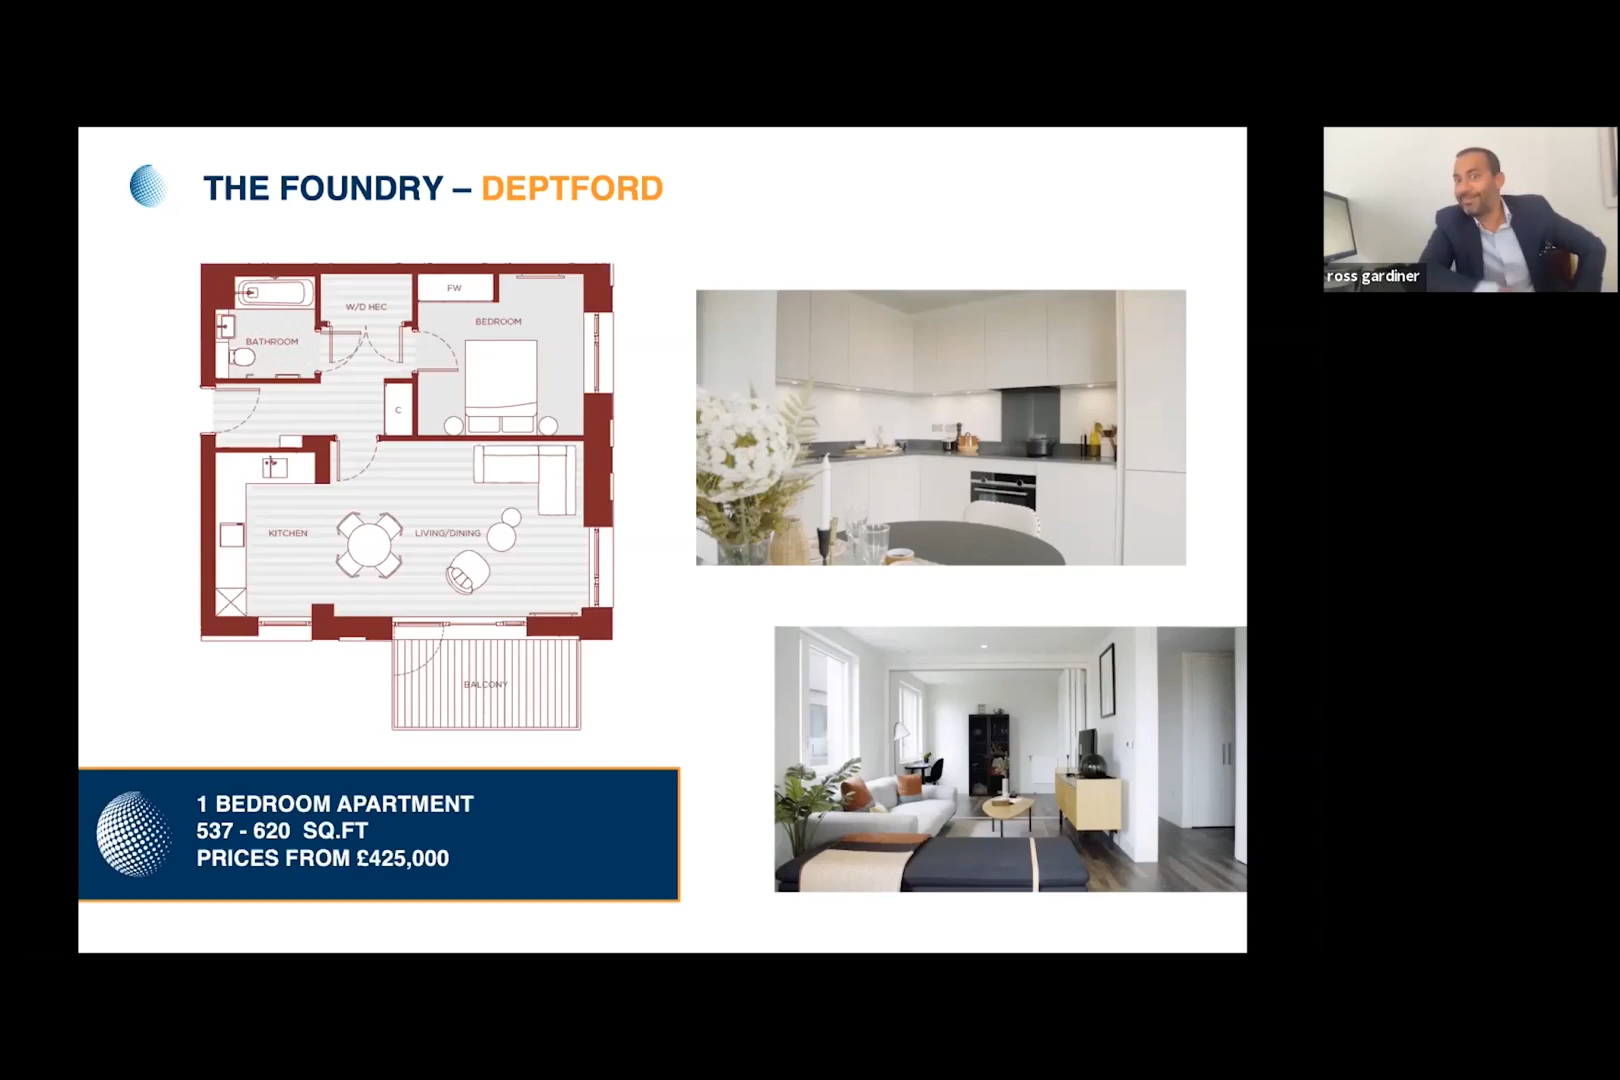 THE FOUNDRY – DEPTFORD
ross gardiner
FW
W/D HEC
BEDROOM
BATHROOM
C
KITCHEN
LIVING/DINING
BALCONY
1 BEDROOM APARTMENT
537 - 620 SQ.FT
PRICES FROM £425,000